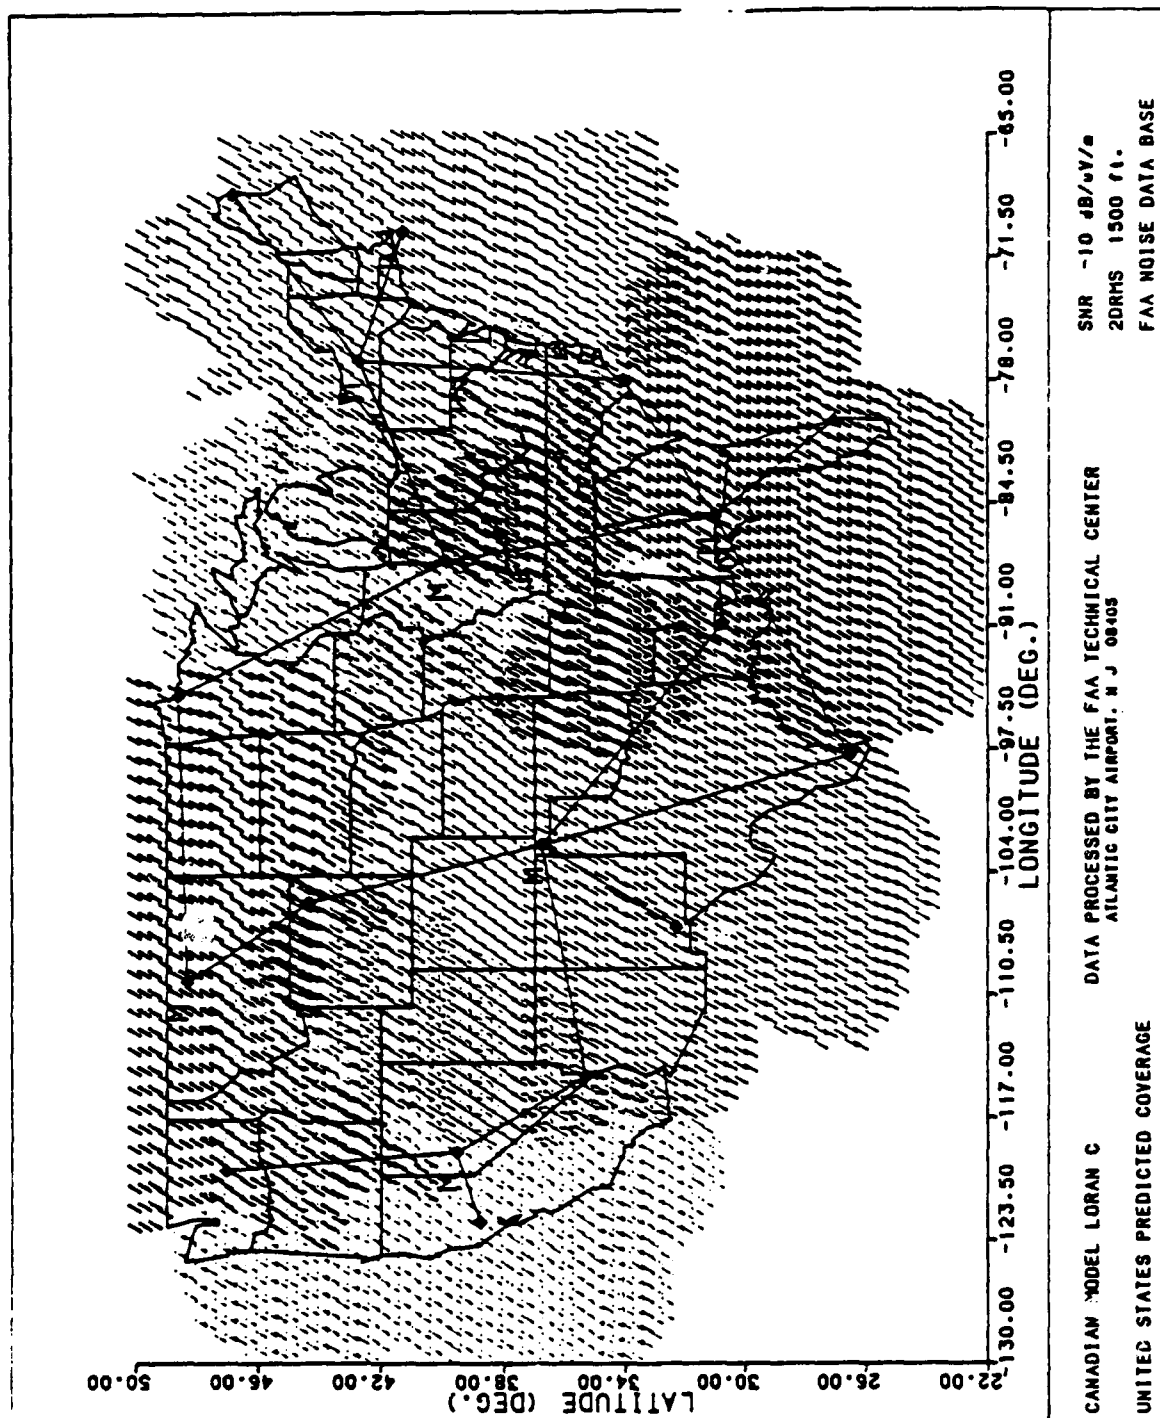 50.00
46.00
42.00
38.00
34.00
30.00
26.00
22.00
LATITUDE (DEG.)
-130.00
-123.50
-117.00
-110.50
-104.00
-97.50
-91.00
-84.50
-78.00
-71.50
-65.00
LONGITUDE (DEG.)
M
M
CANADIAN MODEL LORAN C
UNITED STATES PREDICTED COVERAGE
DATA PROCESSED BY THE FAA TECHNICAL CENTER
ATLANTIC CITY AIRPORT, N J 08405
SNR -10 dB/uV/m
2DRMS 1500 ft.
FAA NOISE DATA BASE